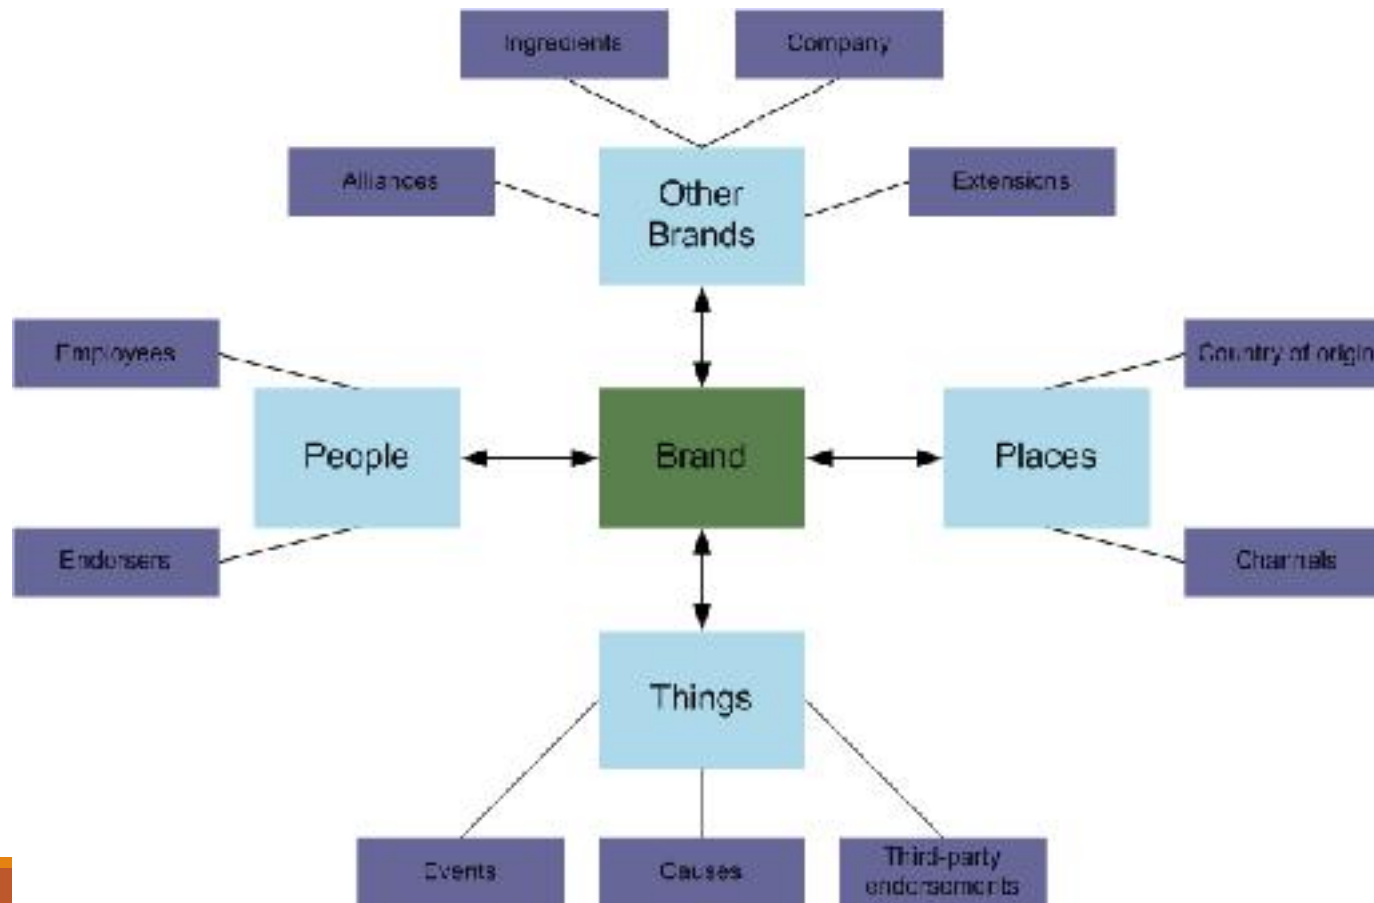 Ingredients
Company
Alliances
Other
Brands
Extensions
Employees
Country of origin
People
Brand
Places
Endorsers
Channels
Things
Events
Causes
Third-party
endorsements